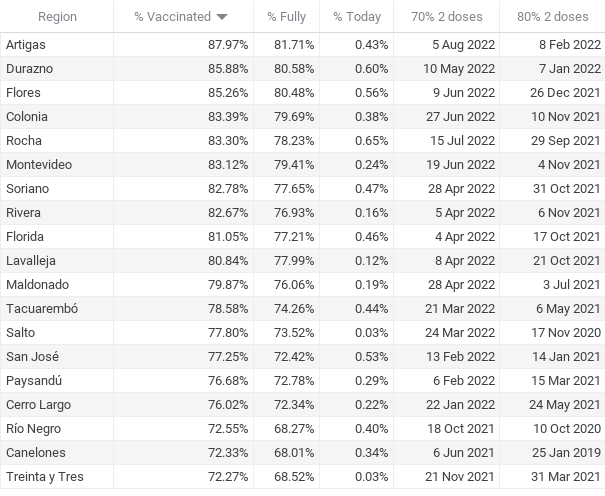 Region % Vaccinated % Fully % Today 70% 2 doses 80% 2 doses
Artigas 87.97% 81.71% 0.43% 5 Aug 2022 8 Feb 2022
Durazno 85.88% 80.58% 0.60% 10 May 2022 7 Jan 2022
Flores 85.26% 80.48% 0.56% 9 Jun 2022 26 Dec 2021
Colonia 83.39% 79.69% 0.38% 27 Jun 2022 10 Nov 2021
Rocha 83.30% 78.23% 0.65% 15 Jul 2022 29 Sep 2021
Montevideo 83.12% 79.41% 0.24% 19 Jun 2022 4 Nov 2021
Soriano 82.78% 77.65% 0.47% 28 Apr 2022 31 Oct 2021
Rivera 82.67% 76.93% 0.16% 5 Apr 2022 6 Nov 2021
Florida 81.05% 77.21% 0.46% 4 Apr 2022 17 Oct 2021
Lavalleja 80.84% 77.99% 0.12% 8 Apr 2022 21 Oct 2021
Maldonado 79.87% 76.06% 0.19% 28 Apr 2022 3 Jul 2021
Tacuarembó 78.58% 74.26% 0.44% 21 Mar 2022 6 May 2021
Salto 77.80% 73.52% 0.03% 24 Mar 2022 17 Nov 2020
San José 77.25% 72.42% 0.53% 13 Feb 2022 14 Jan 2021
Paysandú 76.68% 72.78% 0.29% 6 Feb 2022 15 Mar 2021
Cerro Largo 76.02% 72.34% 0.22% 22 Jan 2022 24 May 2021
Río Negro 72.55% 68.27% 0.40% 18 Oct 2021 10 Oct 2020
Canelones 72.33% 68.01% 0.34% 6 Jun 2021 25 Jan 2019
Treinta y Tres 72.27% 68.52% 0.03% 21 Nov 2021 31 Mar 2021